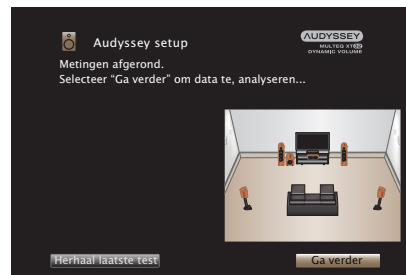 Audyssey setup
AUDYSSEY
MULTEQ XT32
DYNAMIC VOLUME
Metingen afgerond.
Selecteer "Ga verder" om data te, analyseren...
Herhaal laatste test
Ga verder